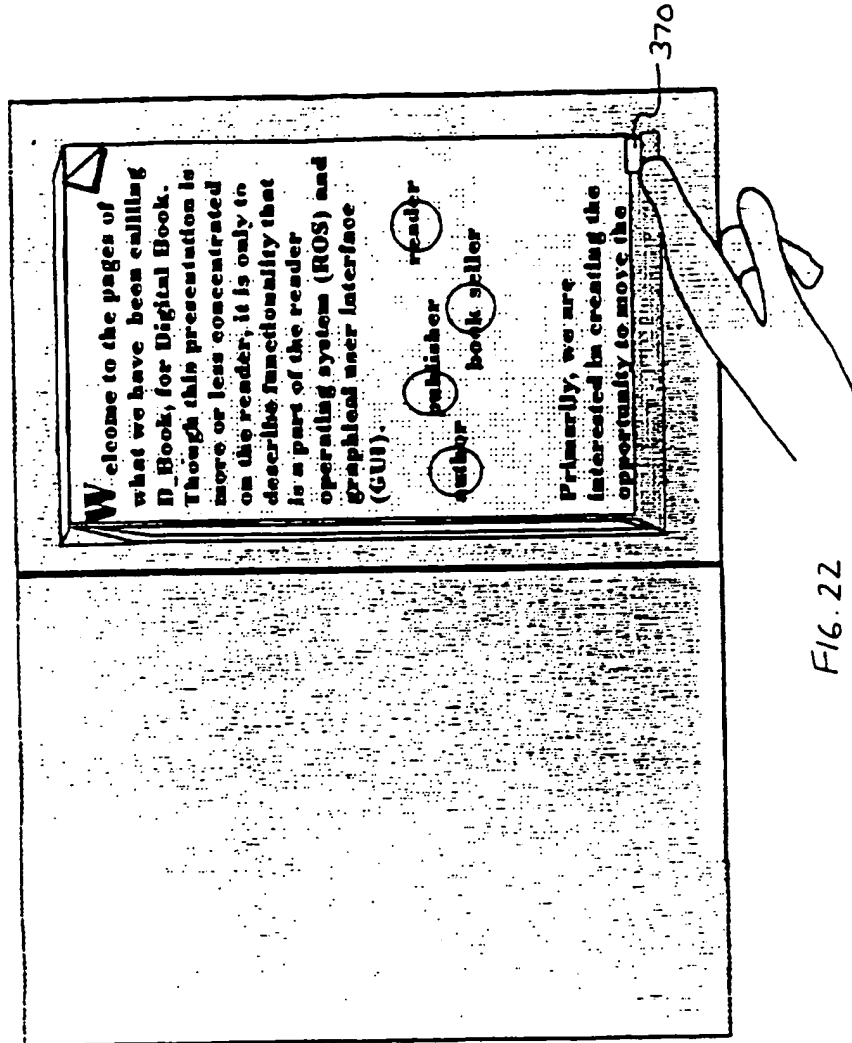 Welcome to the pages of
what we have been callling
D_Book, for Digital Book.
Though this presentation is
more or less concentrated
on the reader, it is only to
describe functionality that
is a part of the reader
operating system (ROS) and
graphical user interface
(GUI).
author publisher book seller reader
Primarily, we are
interested in creating the
opportunity to move the
370
FIG. 22